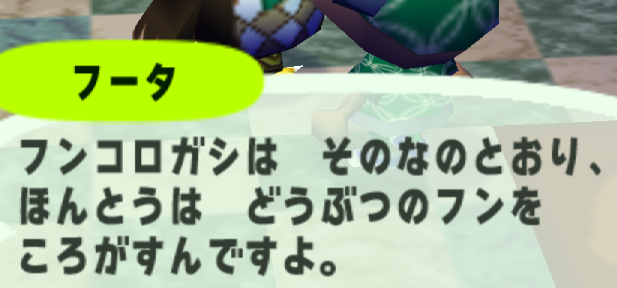 フータ
フンコロガシは　そのなのとおり、
ほんとうは　どうぶつのフンを
ころがすんですよ。